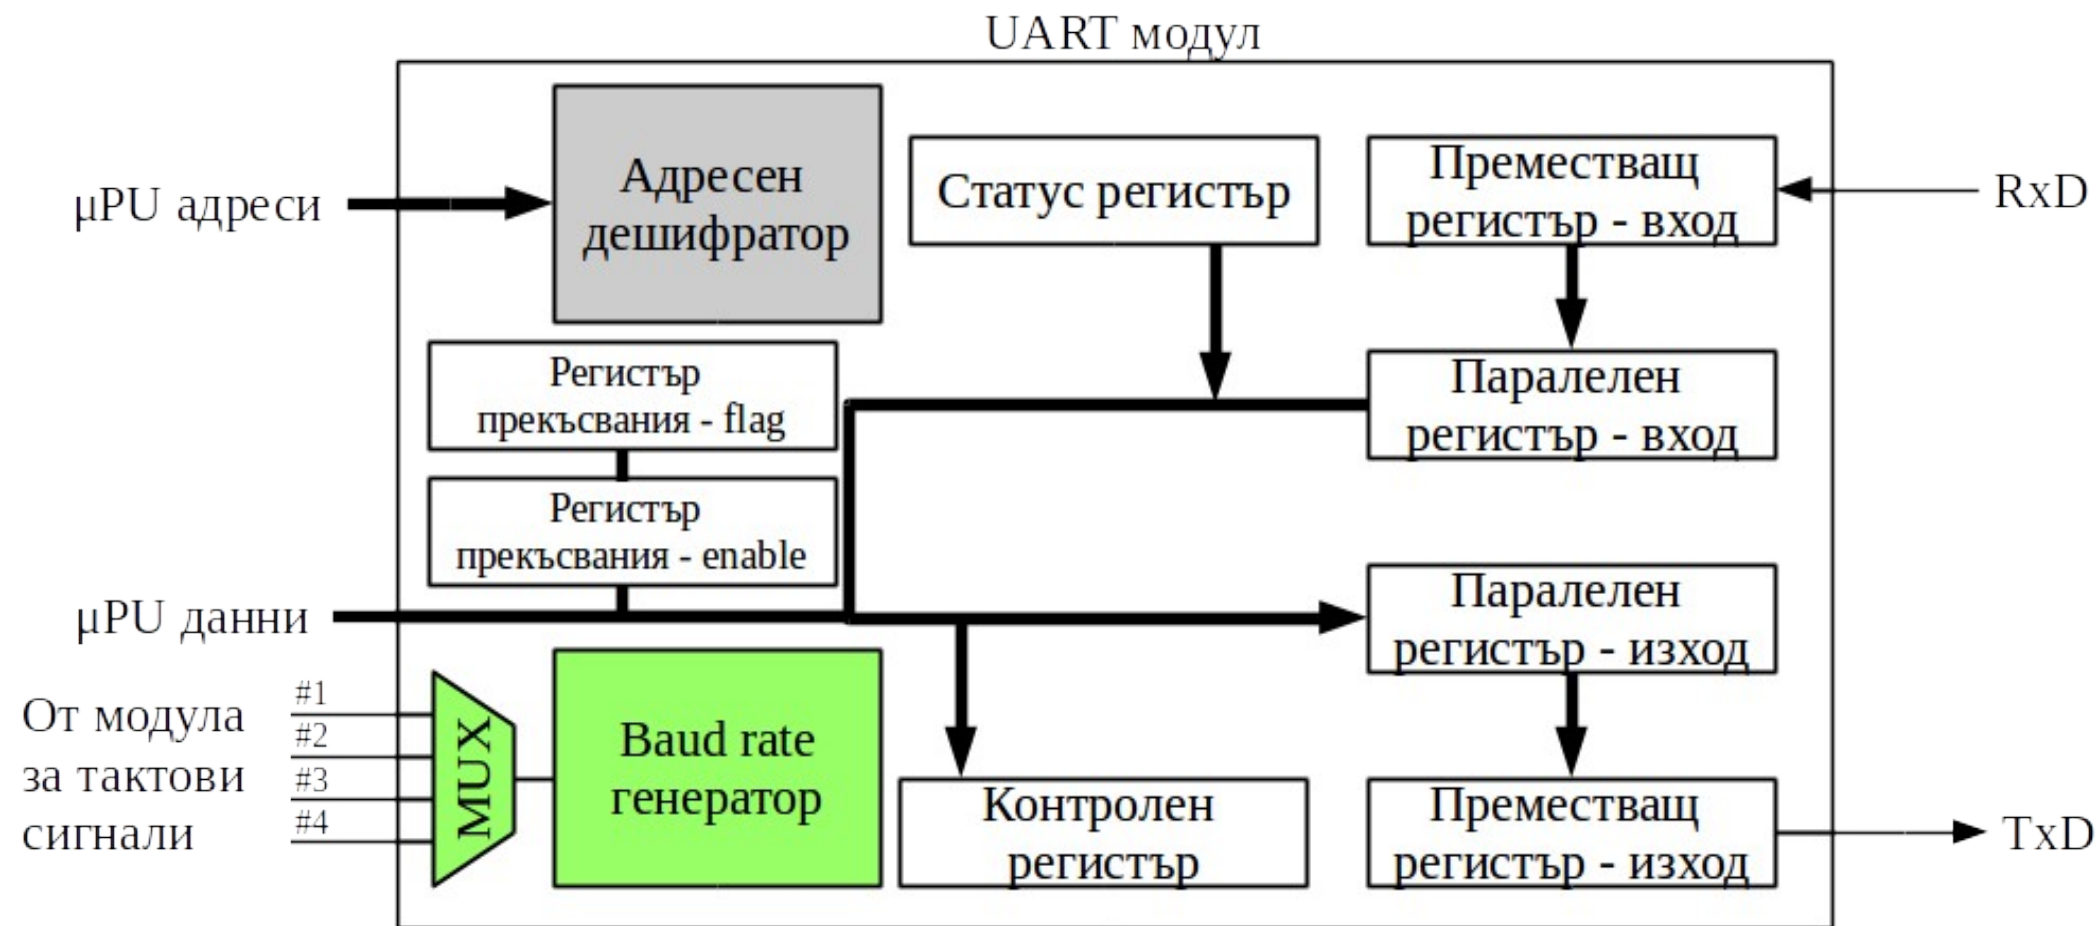 UART модул
μPU адреси
Адресен
дешифратор
Статус регистър
Преместващ
регистър - вход
RxD
Регистър
прекъсвания - flag
Паралелен
регистър - вход
Регистър
прекъсвания - enable
μPU данни
Паралелен
регистър - изход
От модула
за тактови
сигнали
#1
#2
#3
#4
MUX
Baud rate
генератор
Контролен
регистър
Преместващ
регистър - изход
TxD